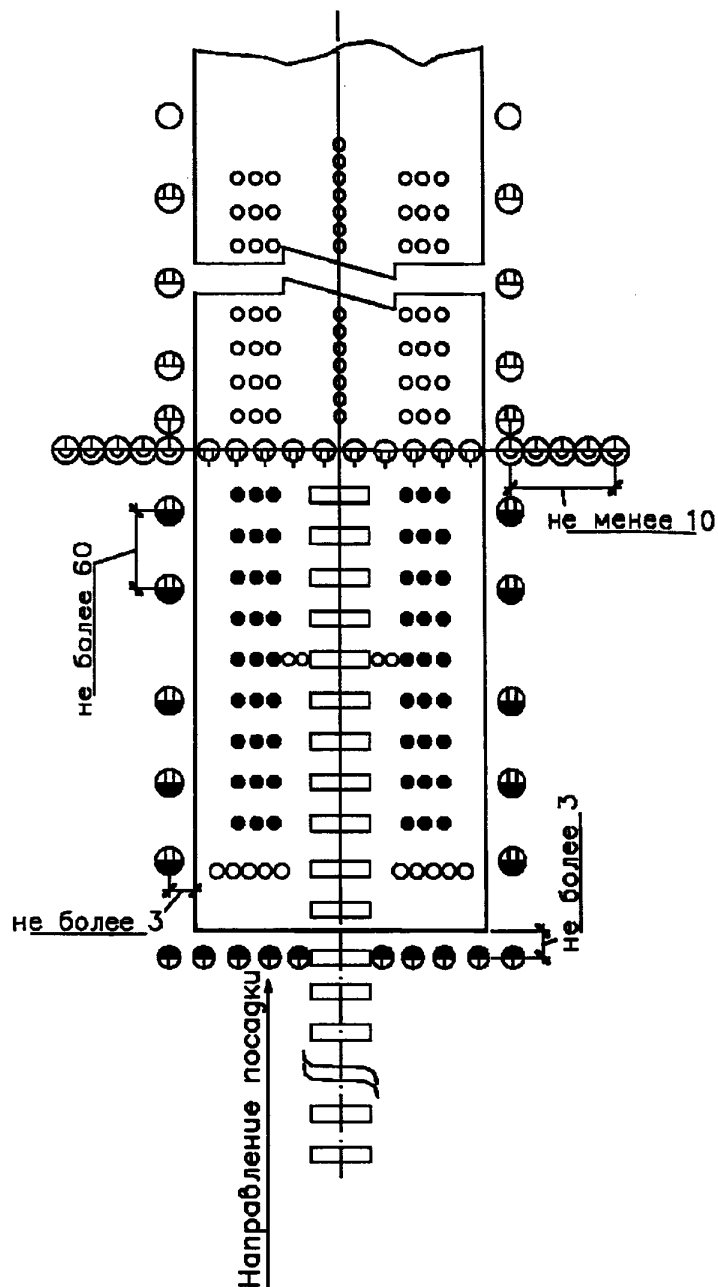 не менее 10
не более 60
не более 3
не более 3
Направление посадки